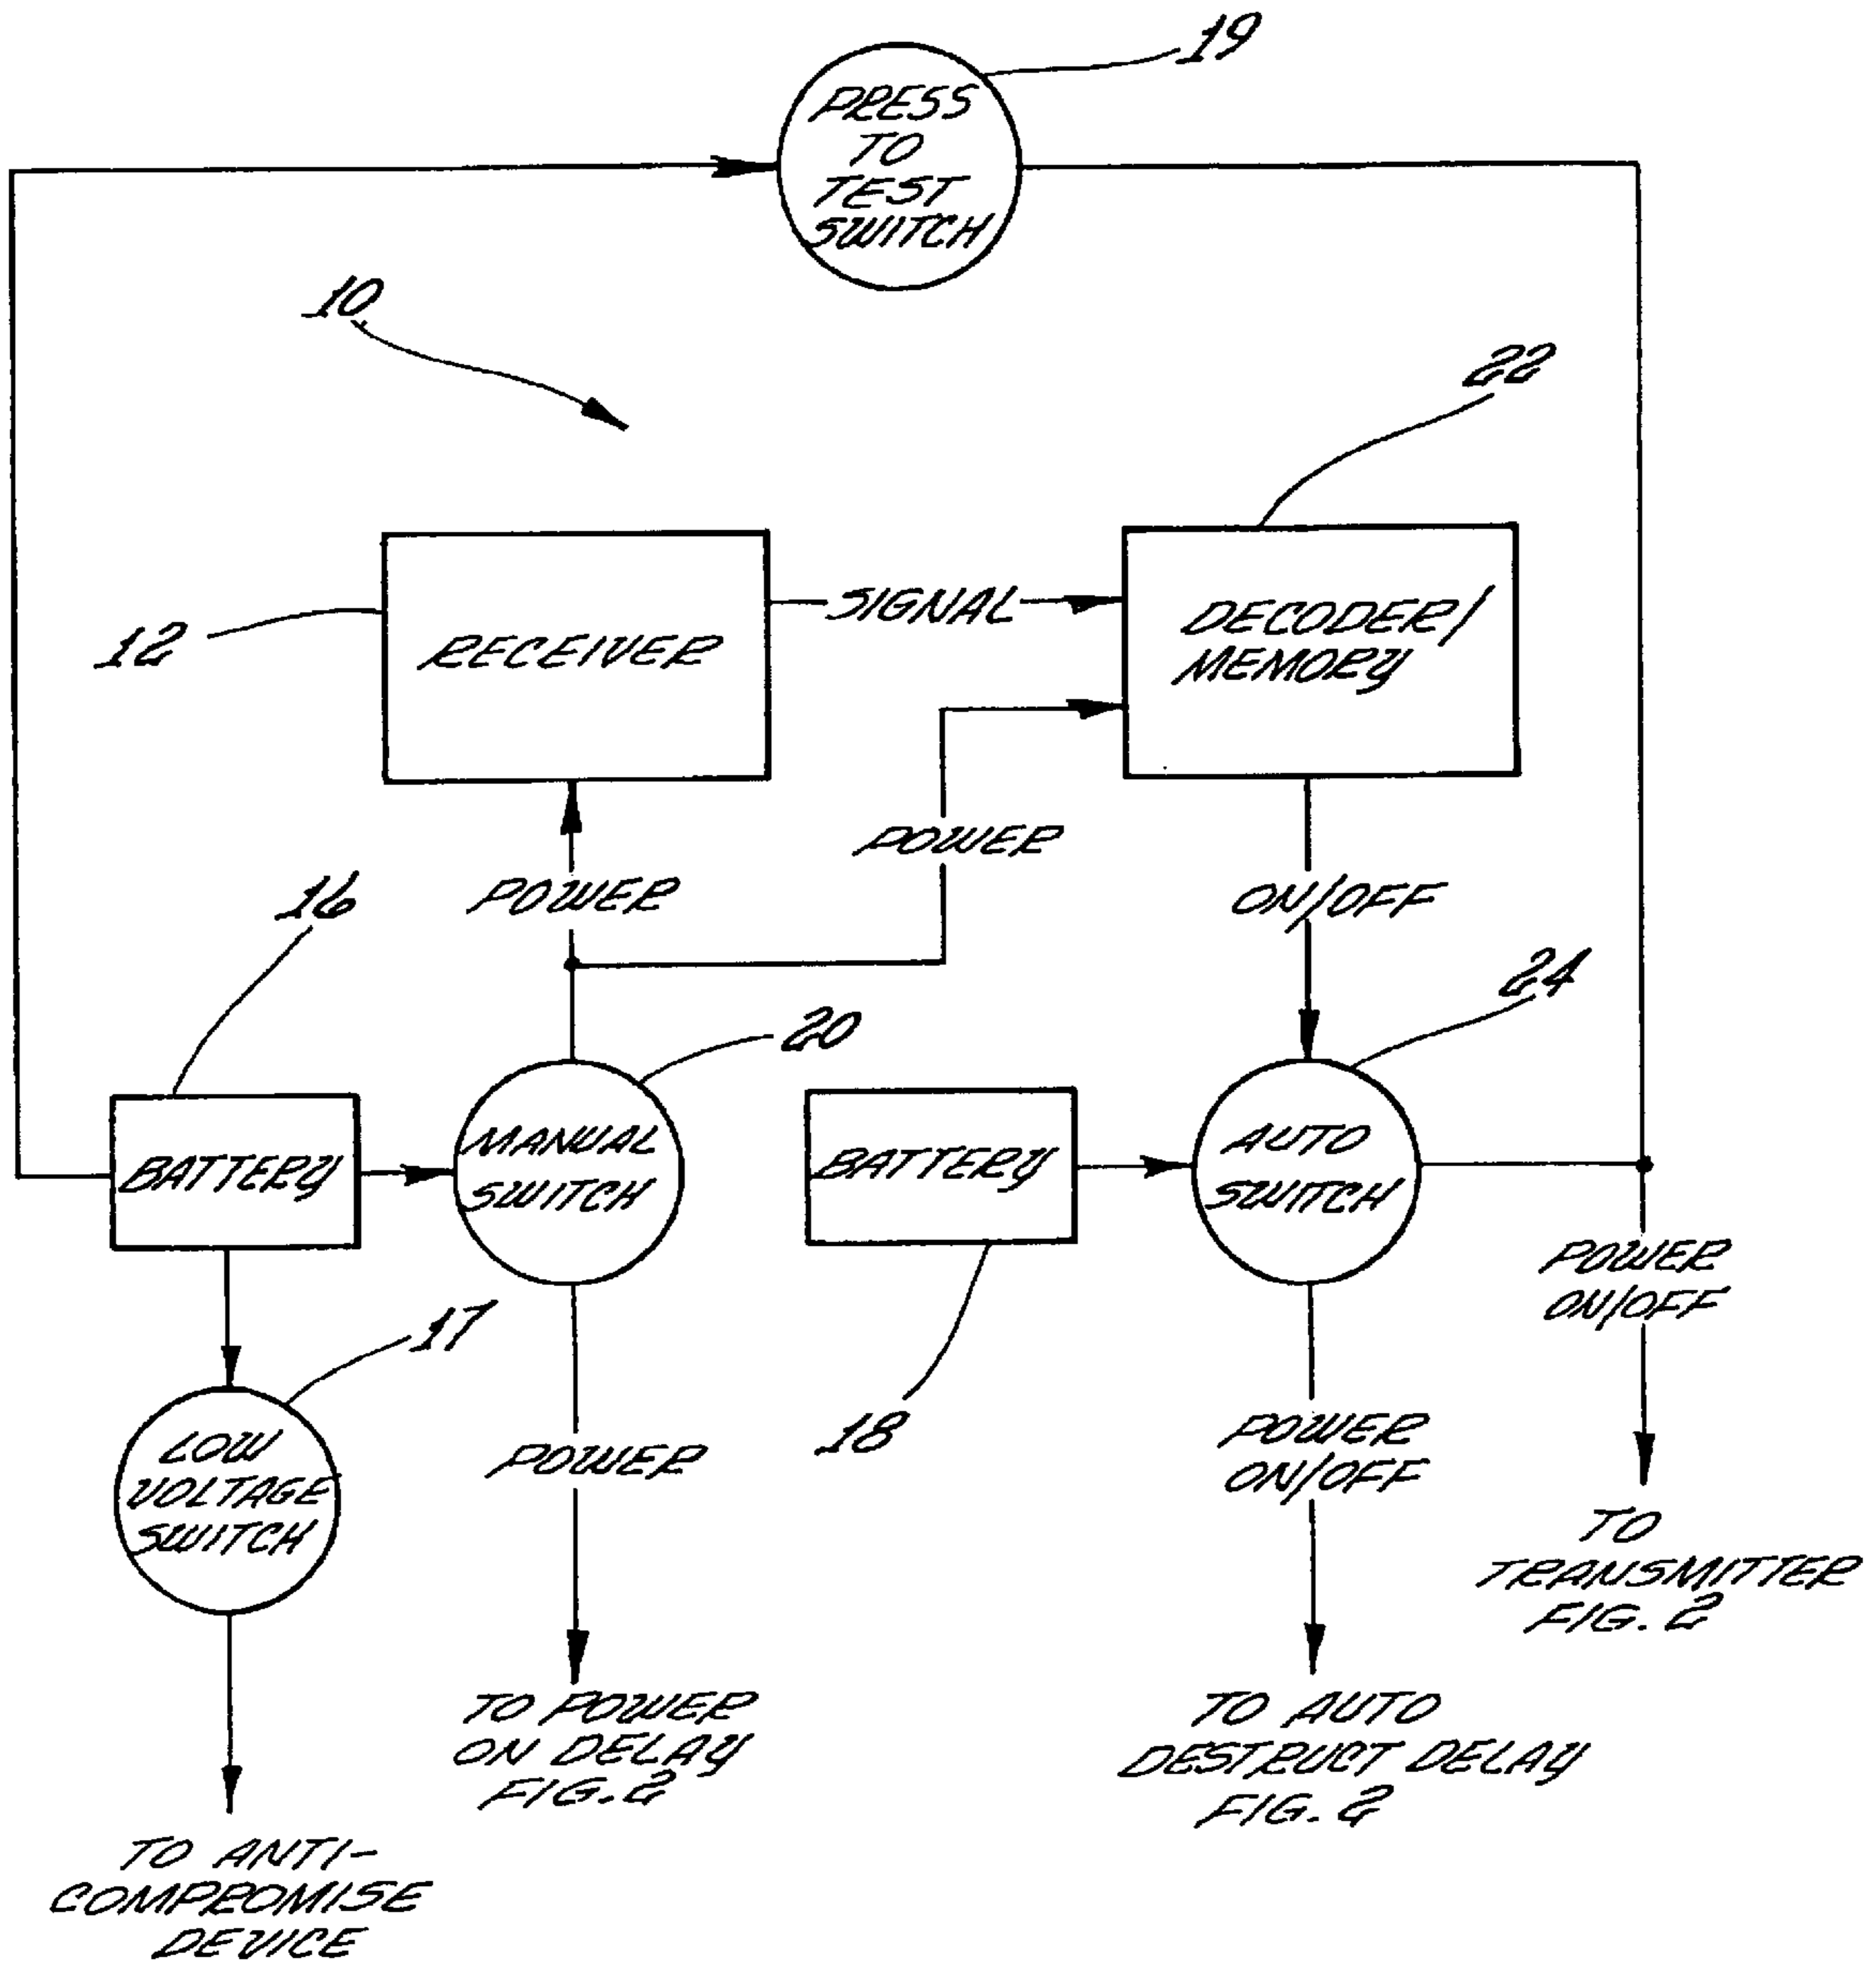 19
PRESS
TO
TEST
SWITCH
10
22
RECEIVER
SIGNAL
DECODER/
MEMORY
12
POWER
POWER
ON/OFF
16
24
20
BATTERY
MANUAL
SWITCH
BATTERY
AUTO
SWITCH
POWER
ON/OFF
17
18
LOW
VOLTAGE
SWITCH
POWER
POWER
ON/OFF
TO
TRANSMITTER
FIG. 2
TO POWER
ON DELAY
FIG. 2
TO AUTO
DESTRUCT DELAY
FIG. 2
TO ANTI-
COMPROMISE
DEVICE